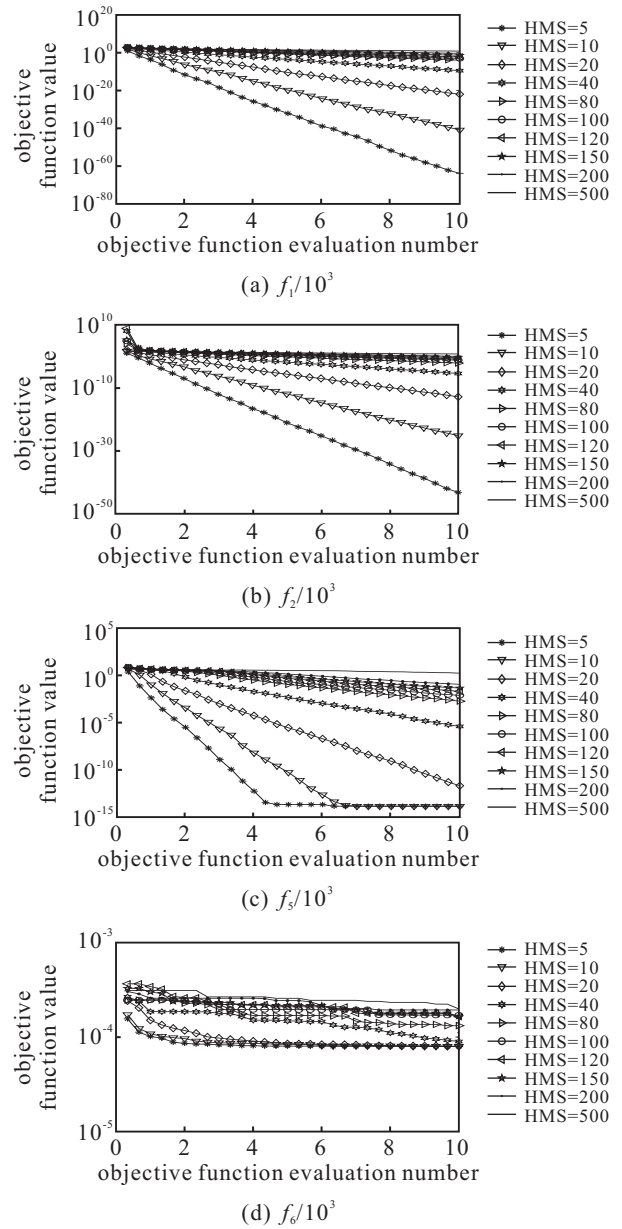 10^20
10^0
10^-20
10^-40
10^-60
10^-80
objective
function value
0 2 4 6 8 10
objective function evaluation number
HMS=5
HMS=10
HMS=20
HMS=40
HMS=80
HMS=100
HMS=120
HMS=150
HMS=200
HMS=500
(a) f₁/10³
10^10
10^-10
10^-30
10^-50
objective
function value
0 2 4 6 8 10
objective function evaluation number
HMS=5
HMS=10
HMS=20
HMS=40
HMS=80
HMS=100
HMS=120
HMS=150
HMS=200
HMS=500
(b) f₂/10³
10^5
10^0
10^-5
10^-10
10^-15
objective
function value
0 2 4 6 8 10
objective function evaluation number
HMS=5
HMS=10
HMS=20
HMS=40
HMS=80
HMS=100
HMS=120
HMS=150
HMS=200
HMS=500
(c) f₅/10³
10^-3
10^-4
10^-5
objective
function value
0 2 4 6 8 10
objective function evaluation number
HMS=5
HMS=10
HMS=20
HMS=40
HMS=80
HMS=100
HMS=120
HMS=150
HMS=200
HMS=500
(d) f₆/10³